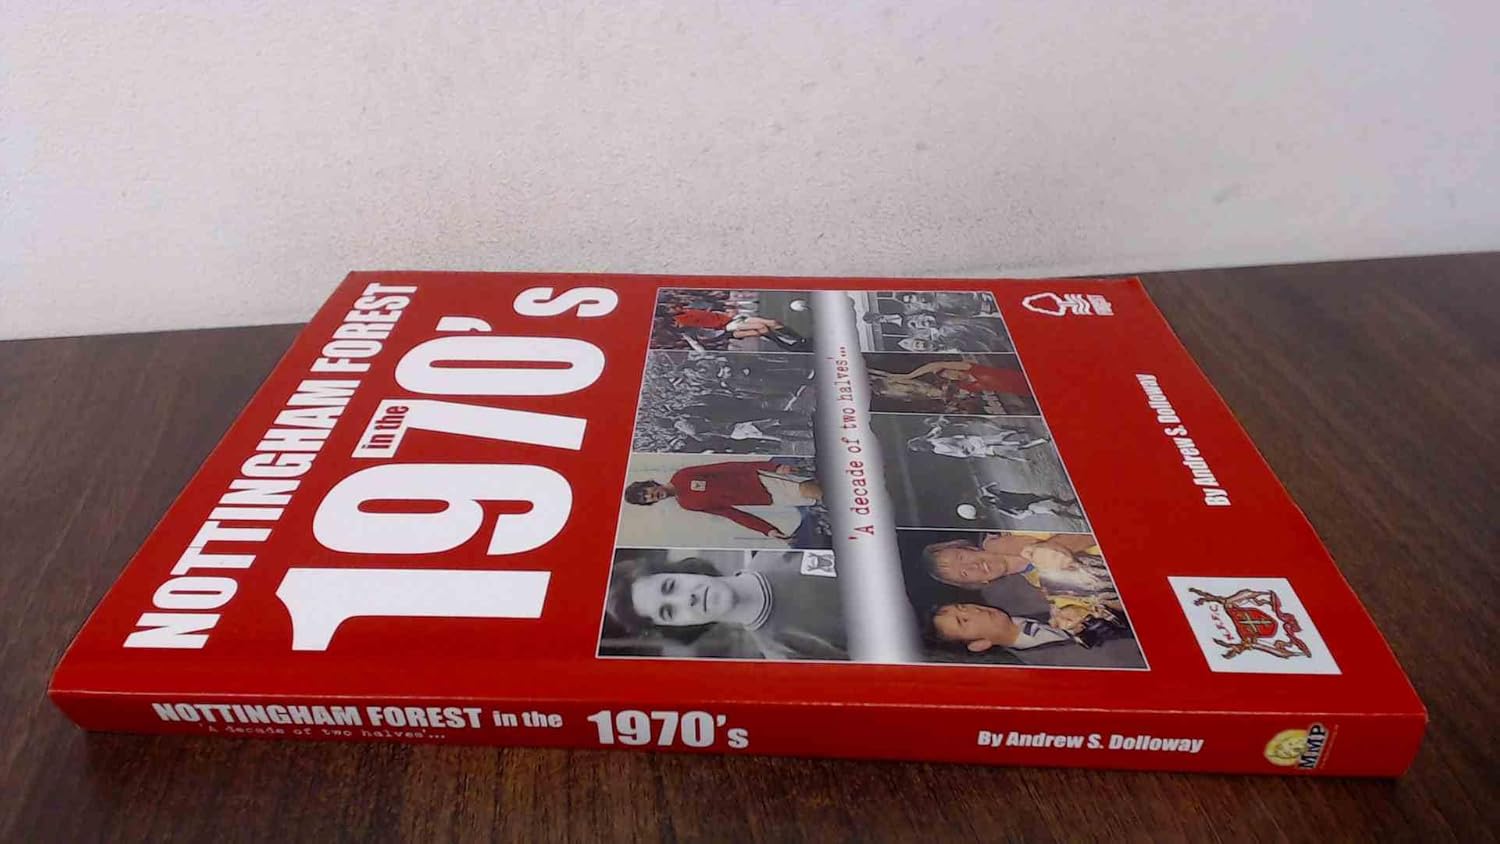 NOTTINGHAM FOREST
in the
1970's
'A decade of two halves'...
By Andrew S. Dolloway
N.F.F.C.
NOTTINGHAM FOREST in the 1970's
'A decade of two halves'...
By Andrew S. Dolloway
MMP